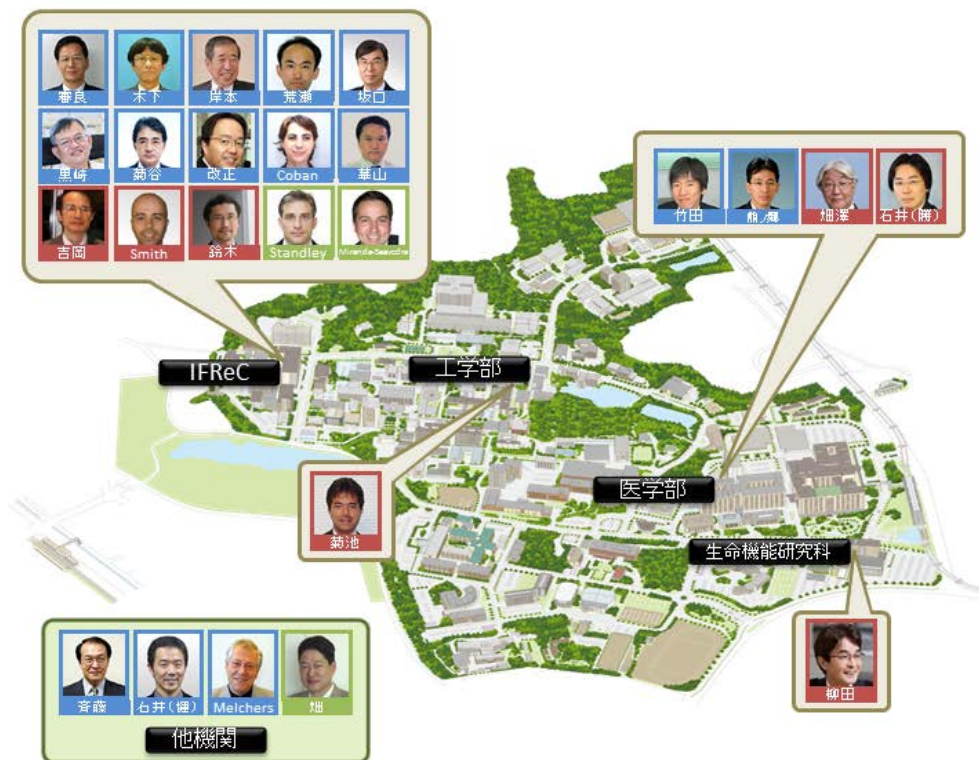 審良 木下 岸本 荒瀬 坂口
黒崎 菊谷 改正 Coban 華山
吉岡 Smith 鈴木 Standley
竹田 畑澤 石井(勝)
IFReC
工学部
菊池
医学部
生命機能研究科
柳田
斉藤 石井(健) Melchers 畑
他機関